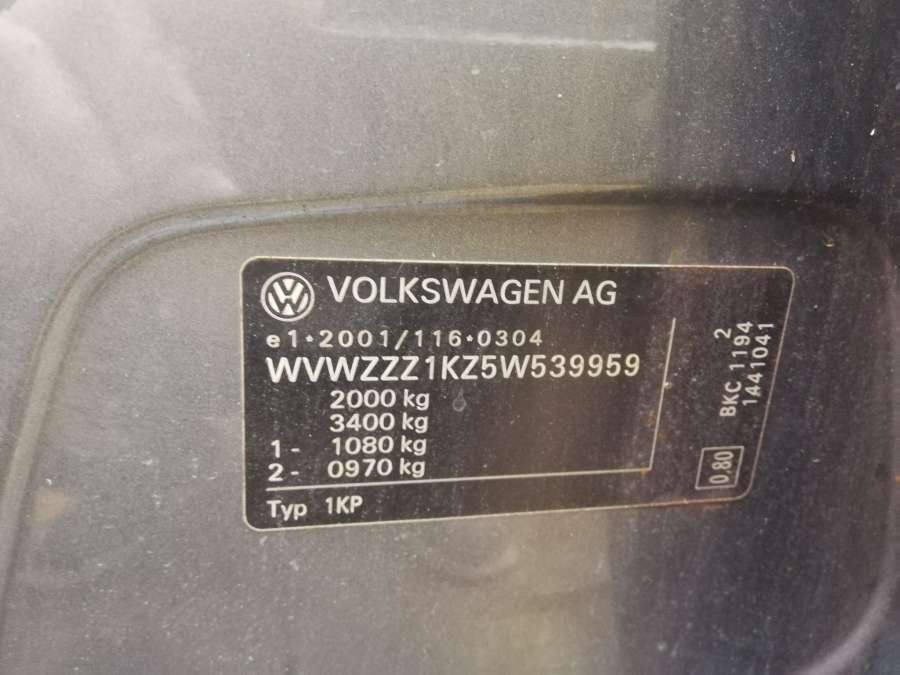 VOLKSWAGEN AG
e1*2001/116*0304
WVWZZZ1KZ5W539959
2000 kg
3400 kg
1- 1080 kg
2- 0970 kg
Typ 1KP
2
BKC 1194
1441041
0,80